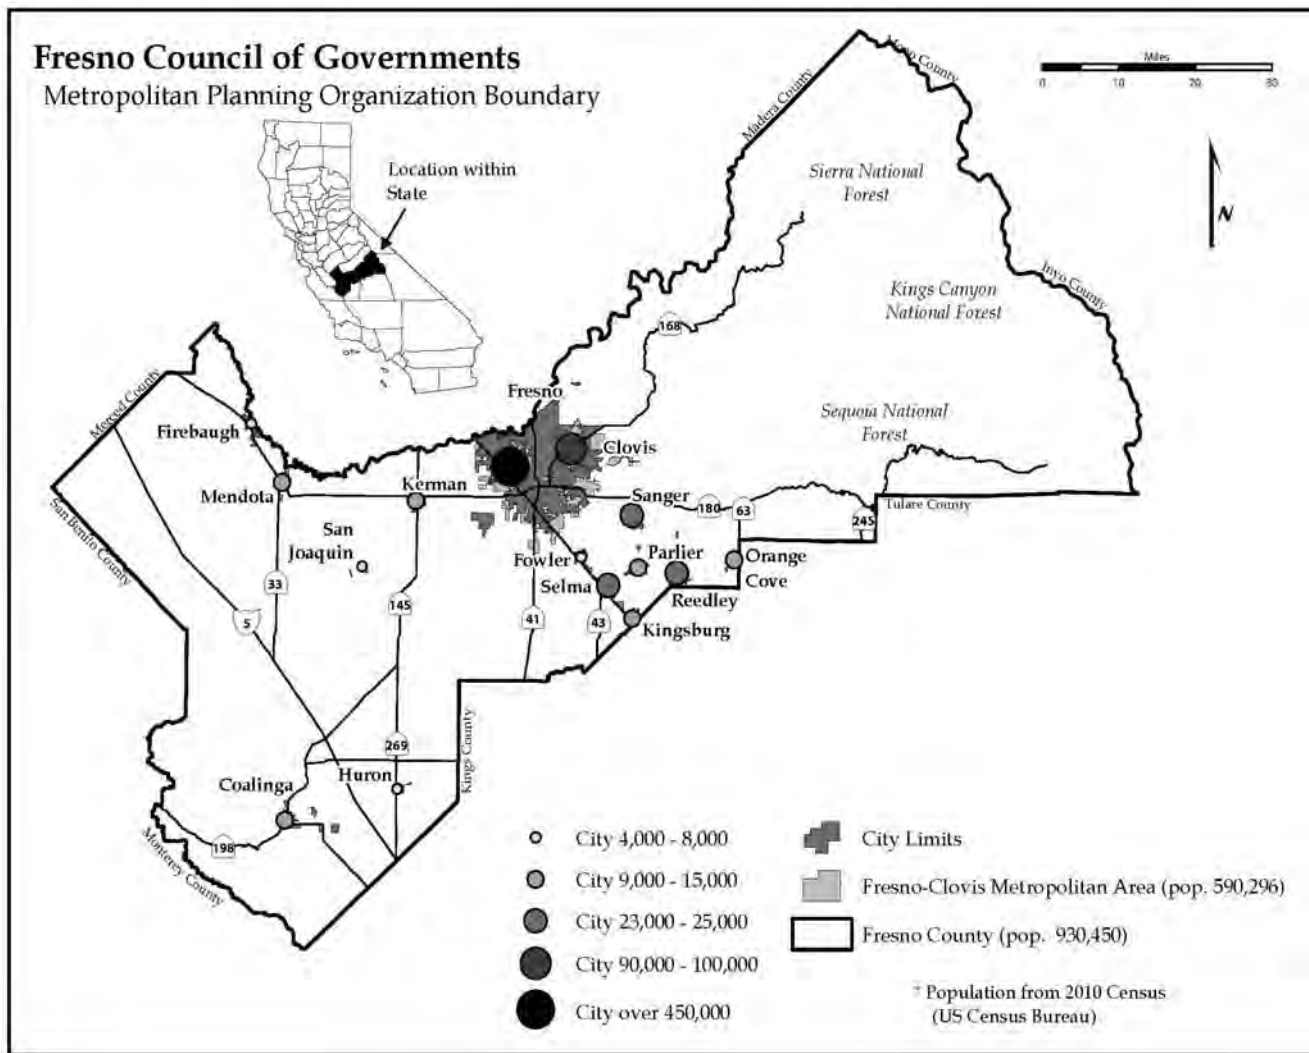 Fresno Council of Governments
Metropolitan Planning Organization Boundary
Location within
State
Miles
0 10 20 30
N
Madera County
Mono County
Inyo County
Sierra National
Forest
Kings Canyon
National Forest
Sequoia National
Forest
168
Fresno
Clovis
Merced County
San Benito County
Firebaugh
Mendota
Kerman
Sanger
180
63
245
Tulare County
San
Joaquin
Fowler
Parlier
Orange
Cove
Selma
Reedley
Kingsburg
33
5
145
41
43
269
Kings County
Coalinga
Huron
198
Monterey County
City 4,000 - 8,000
City 9,000 - 15,000
City 23,000 - 25,000
City 90,000 - 100,000
City over 450,000
City Limits
Fresno-Clovis Metropolitan Area (pop. 590,296)
Fresno County (pop. 930,450)
Population from 2010 Census
(US Census Bureau)